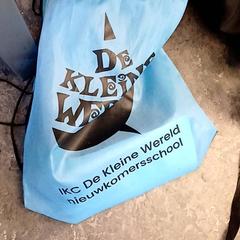 DE
KLEINE
WERELD
IKC De Kleine Wereld
nieuwkomersschool